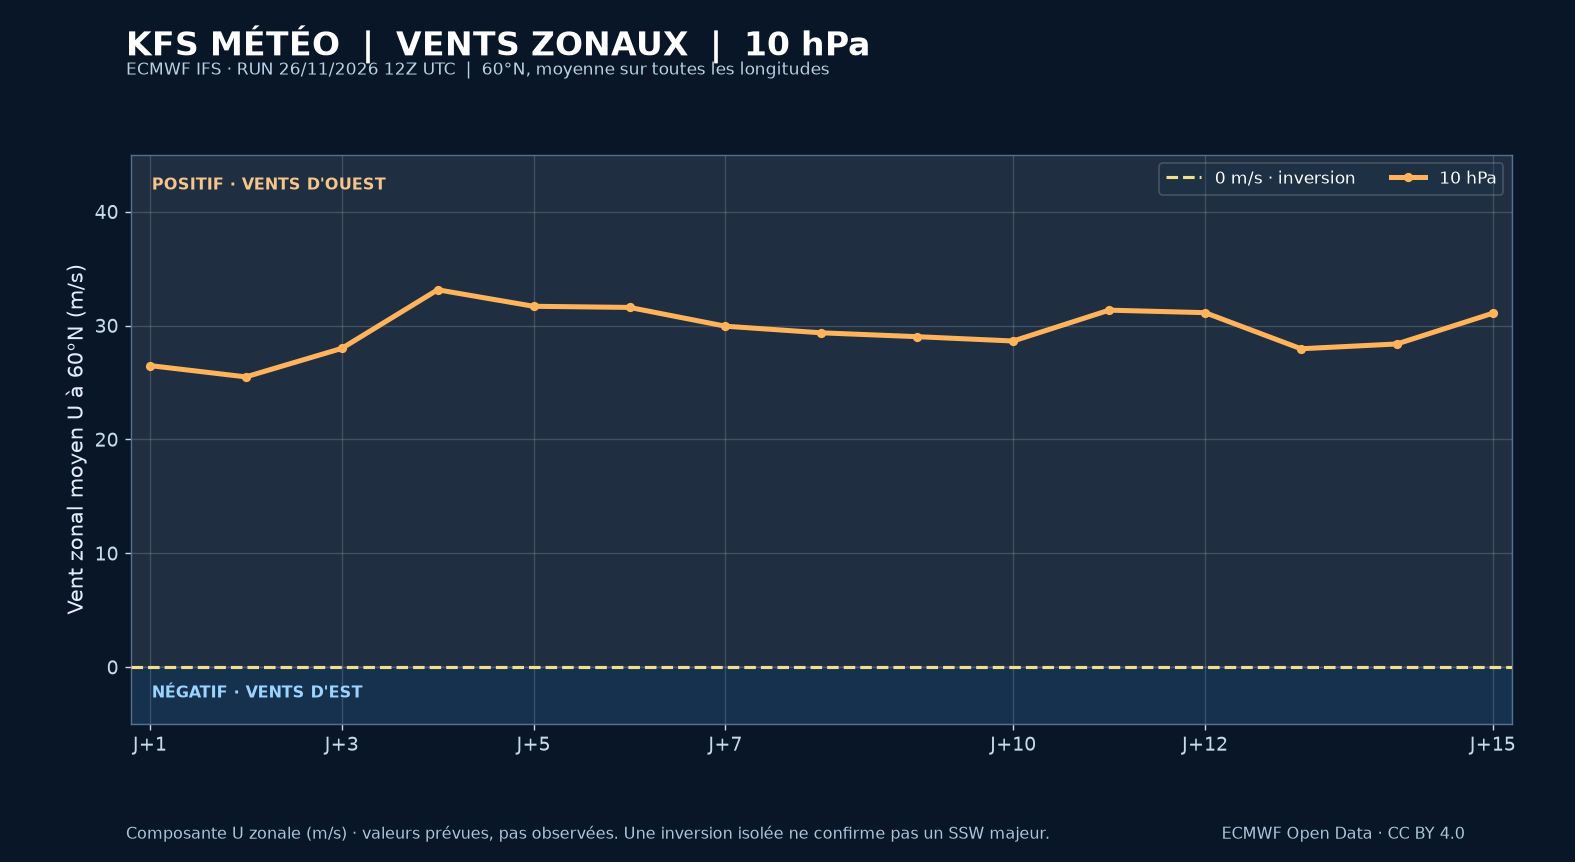 KFS MÉTÉO | VENTS ZONAUX | 10 hPa
ECMWF IFS · RUN 26/11/2026 12Z UTC | 60°N, moyenne sur toutes les longitudes
POSITIF · VENTS D'OUEST
0 m/s · inversion
10 hPa
Vent zonal moyen U à 60°N (m/s)
40
30
20
10
0
NÉGATIF · VENTS D'EST
J+1 J+3 J+5 J+7 J+10 J+12 J+15
Composante U zonale (m/s) · valeurs prévues, pas observées. Une inversion isolée ne confirme pas un SSW majeur.
ECMWF Open Data · CC BY 4.0